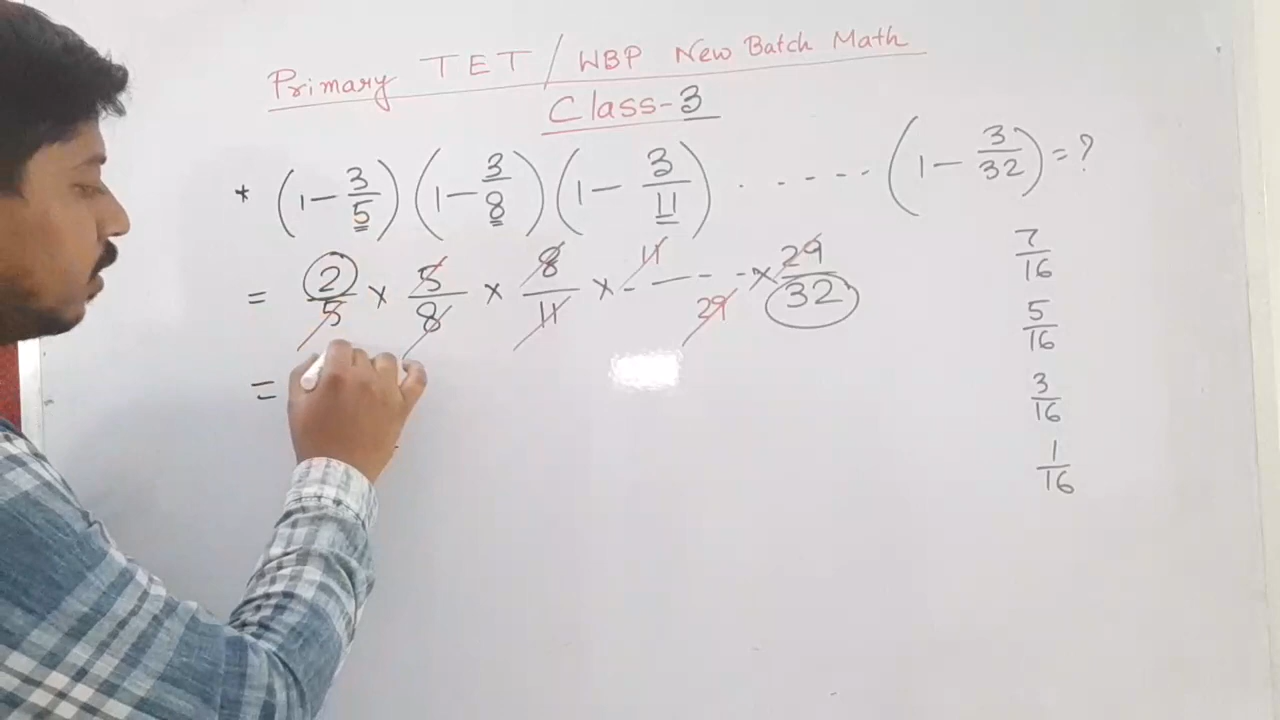 Primary TET / WBP New Batch Math
Class-3
* (1 - 3/5) (1 - 3/8) (1 - 3/11) . - - - - - (1 - 3/32) = ?
= 2/5 × 5/8 × 8/11 × 11 - - - - 29 × 29/32
=
7/16
5/16
3/16
1/16